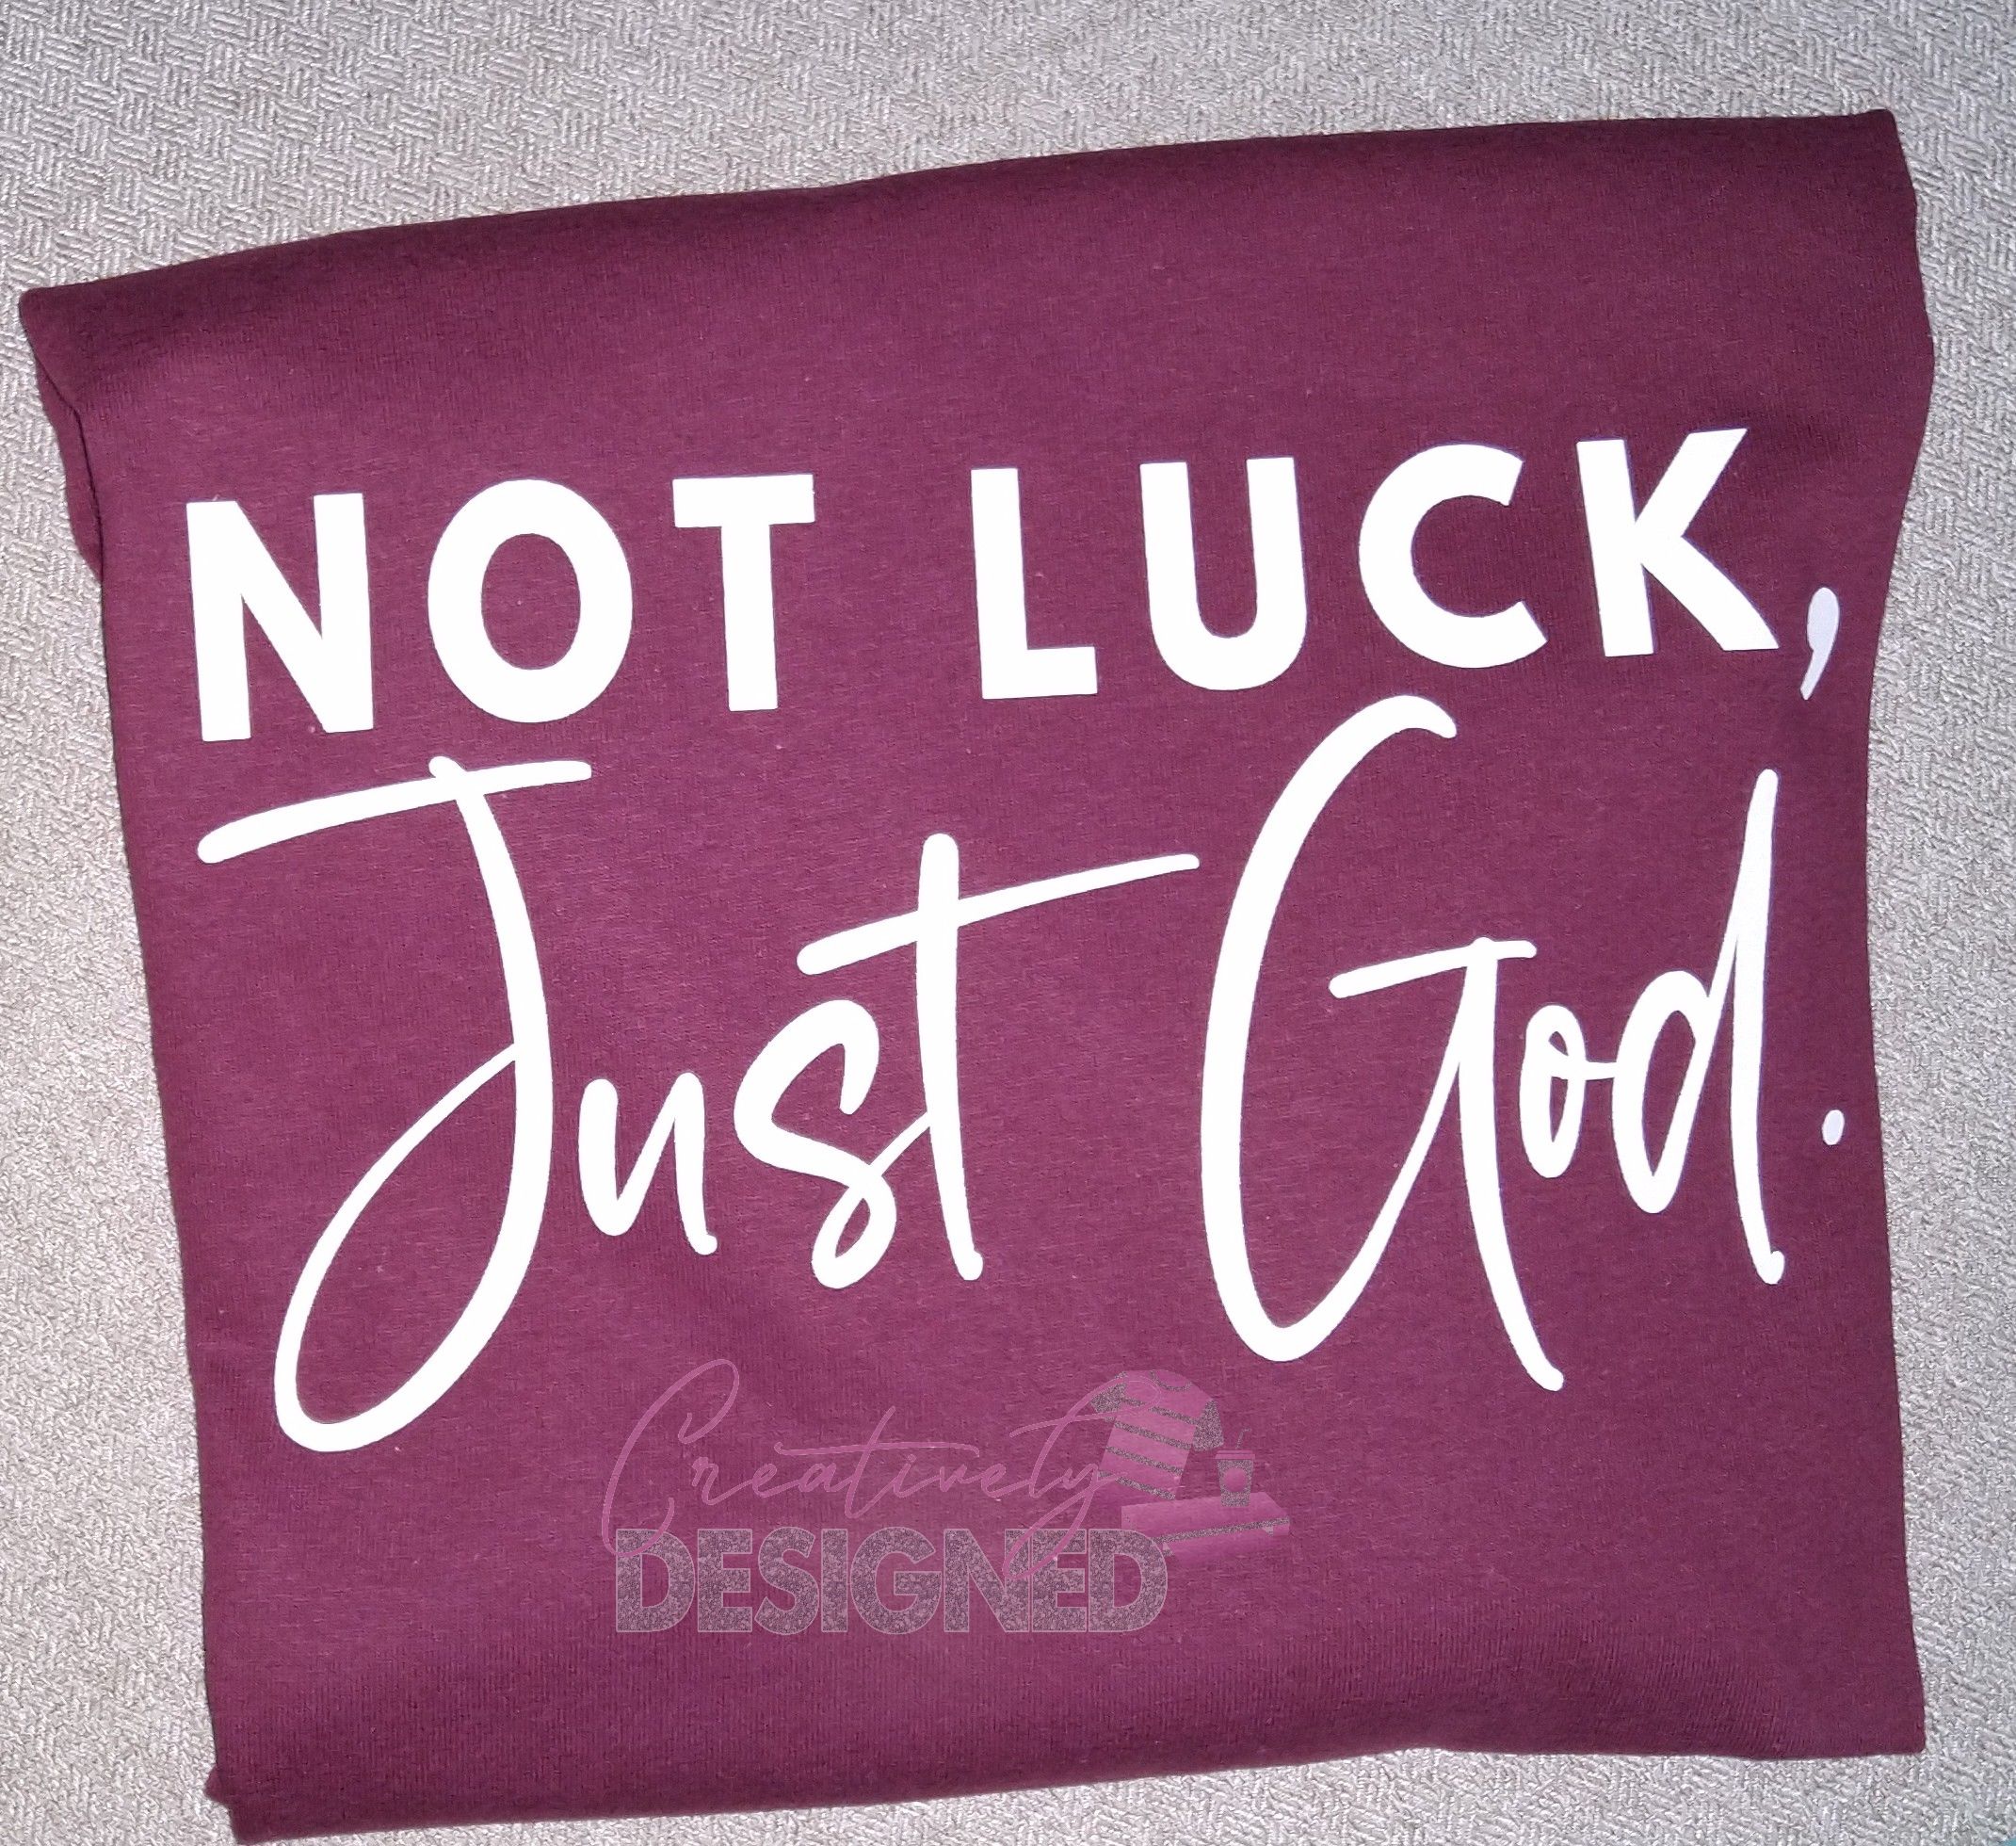 NOT LUCK,
Just God.
Creatively
DESIGNED